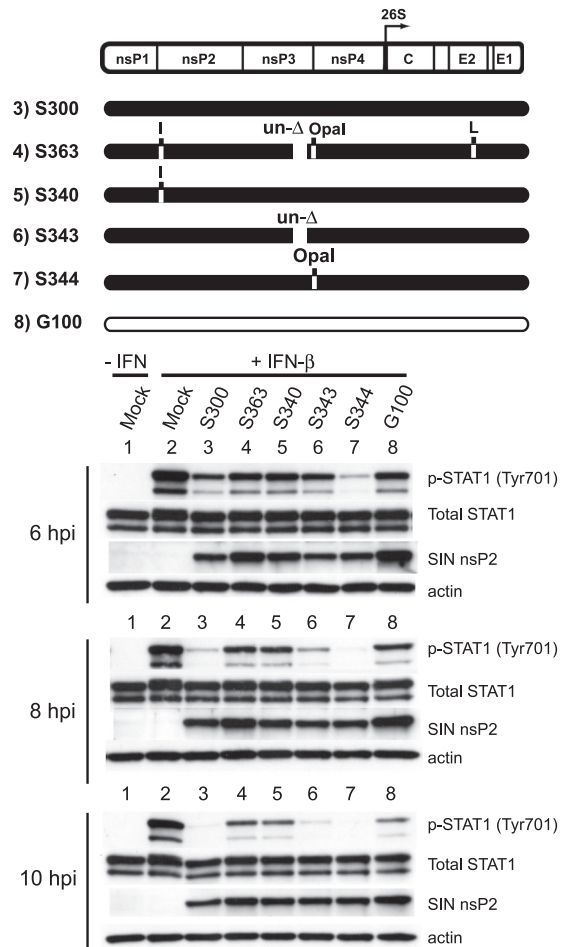 26S
nsP1 nsP2 nsP3 nsP4 C E2 E1
3) S300
I un-Δ Opal L
4) S363
I
5) S340
un-Δ
6) S343
Opal
7) S344
8) G100
- IFN + IFN-β
Mock Mock S300 S363 S340 S343 S344 G100
1 2 3 4 5 6 7 8
6 hpi
p-STAT1 (Tyr701)
Total STAT1
SIN nsP2
actin
1 2 3 4 5 6 7 8
8 hpi
p-STAT1 (Tyr701)
Total STAT1
SIN nsP2
actin
1 2 3 4 5 6 7 8
10 hpi
p-STAT1 (Tyr701)
Total STAT1
SIN nsP2
actin